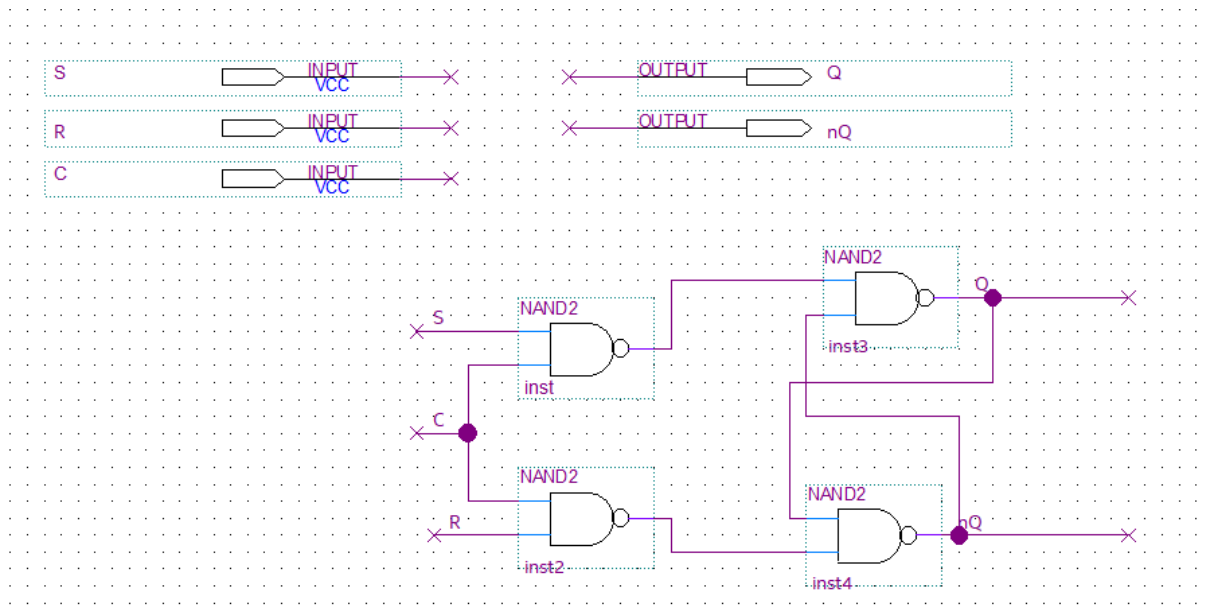 S INPUT VCC OUTPUT Q
R INPUT VCC OUTPUT nQ
C INPUT VCC
NAND2
Q
NAND2
S
inst3
inst
C
NAND2
NAND2
R
nQ
inst2
inst4